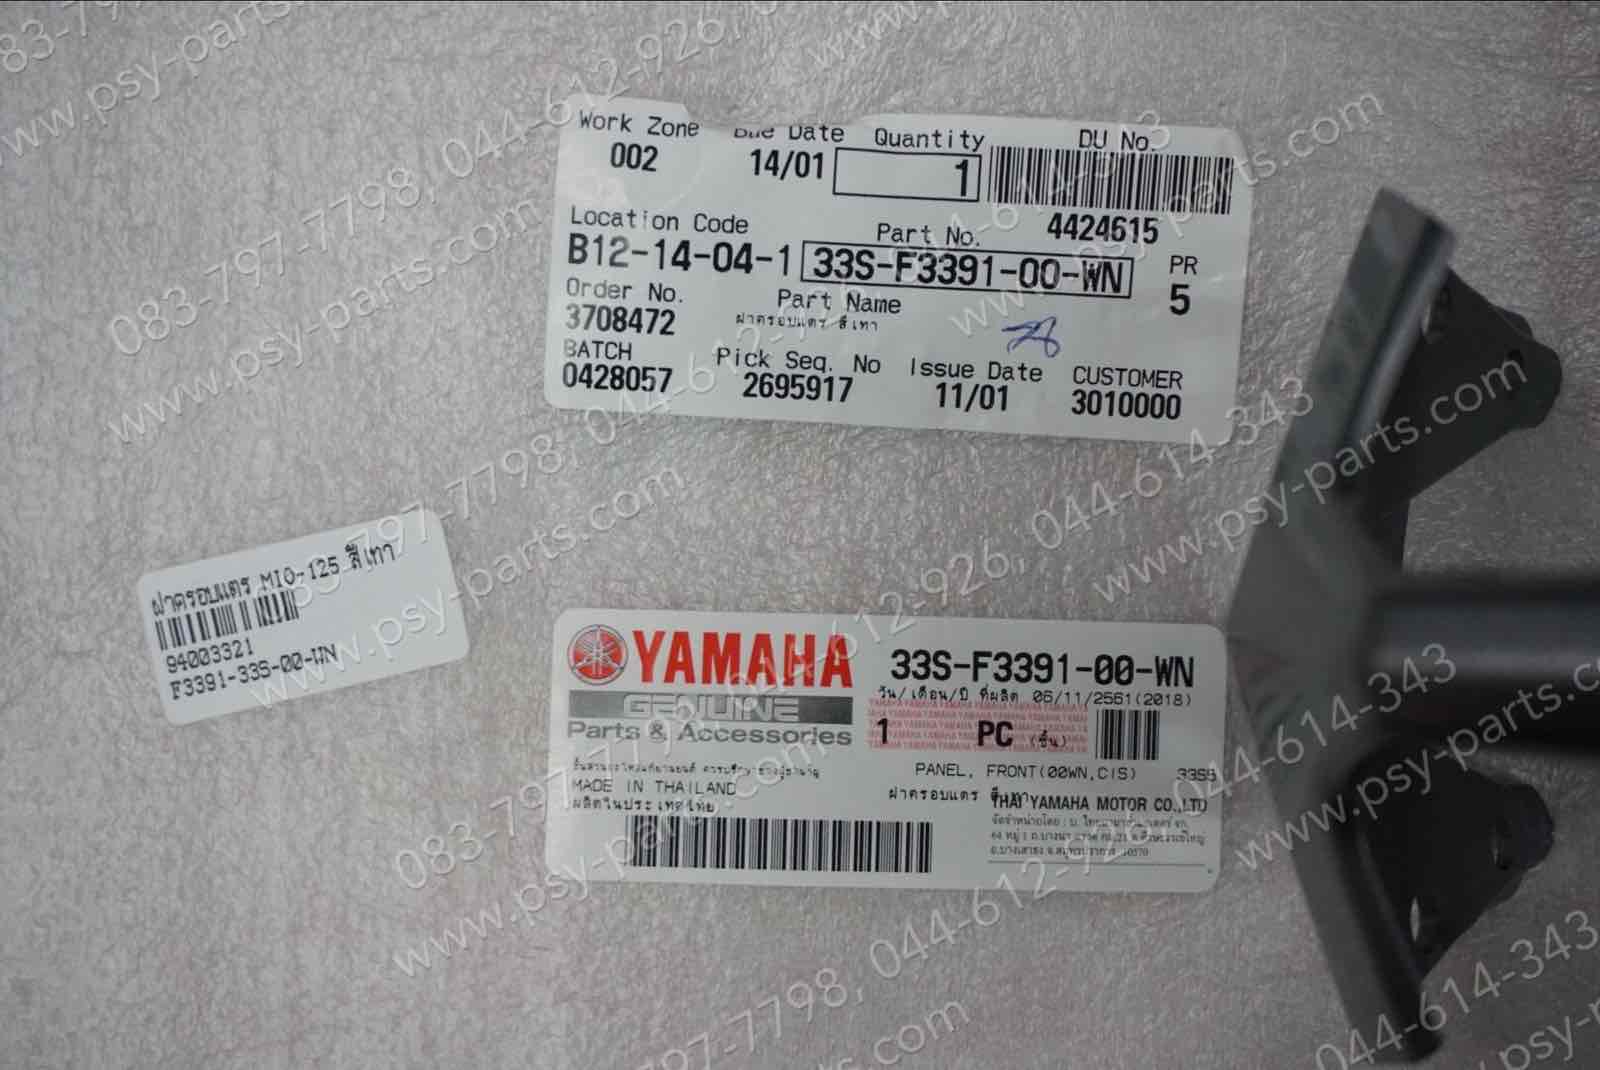 Work Zone Due Date Quantity DU No.
002 14/01 1
4424615
Location Code Part No. PR
B12-14-04-1 33S-F3391-00-WN 5
Order No. Part Name
3708472 ฝาครอบแตร สีเทา
BATCH Pick Seq. No Issue Date CUSTOMER
0428057 2695917 11/01 3010000
ฝาครอบแตร MIO-125 สีเทา
94003321
F3391-33S-00-WN
YAMAHA 33S-F3391-00-WN
วัน/เดือน/ปี ที่ผลิต 06/11/2561(2018)
GENUINE
Parts & Accessories 1 PC (ชิ้น)
PANEL, FRONT(00WN,CIS)
MADE IN THAILAND ฝาครอบแตร สีเทา
THAI YAMAHA MOTOR CO.,LTD
ผลิตในประเทศไทย
083-797-7798, 044-612-926, 044-614-343
www.psy-parts.com